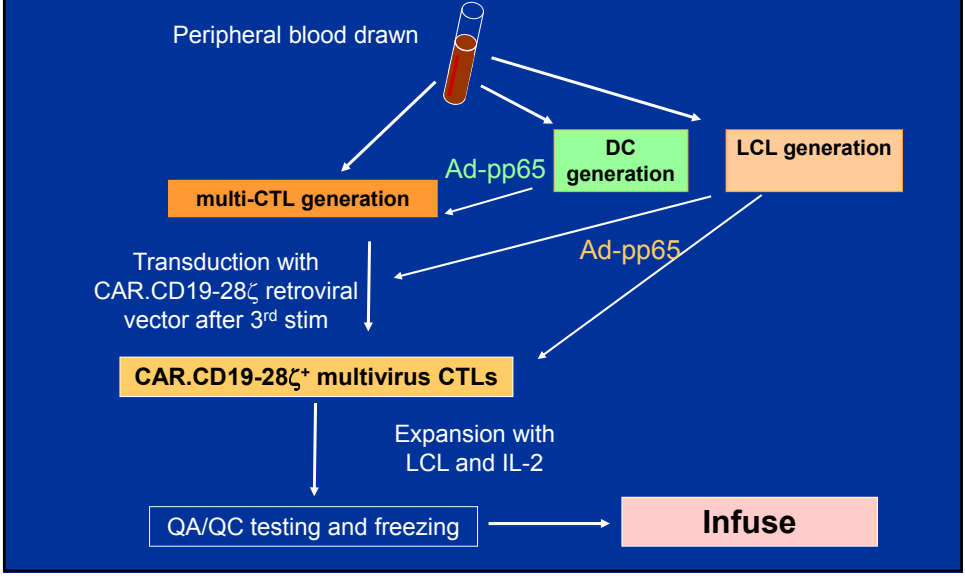 Peripheral blood drawn
DC
generation
LCL generation
Ad-pp65
multi-CTL generation
Ad-pp65
Transduction with
CAR.CD19-28ζ retroviral
vector after 3rd stim
CAR.CD19-28ζ+ multivirus CTLs
Expansion with
LCL and IL-2
QA/QC testing and freezing
Infuse